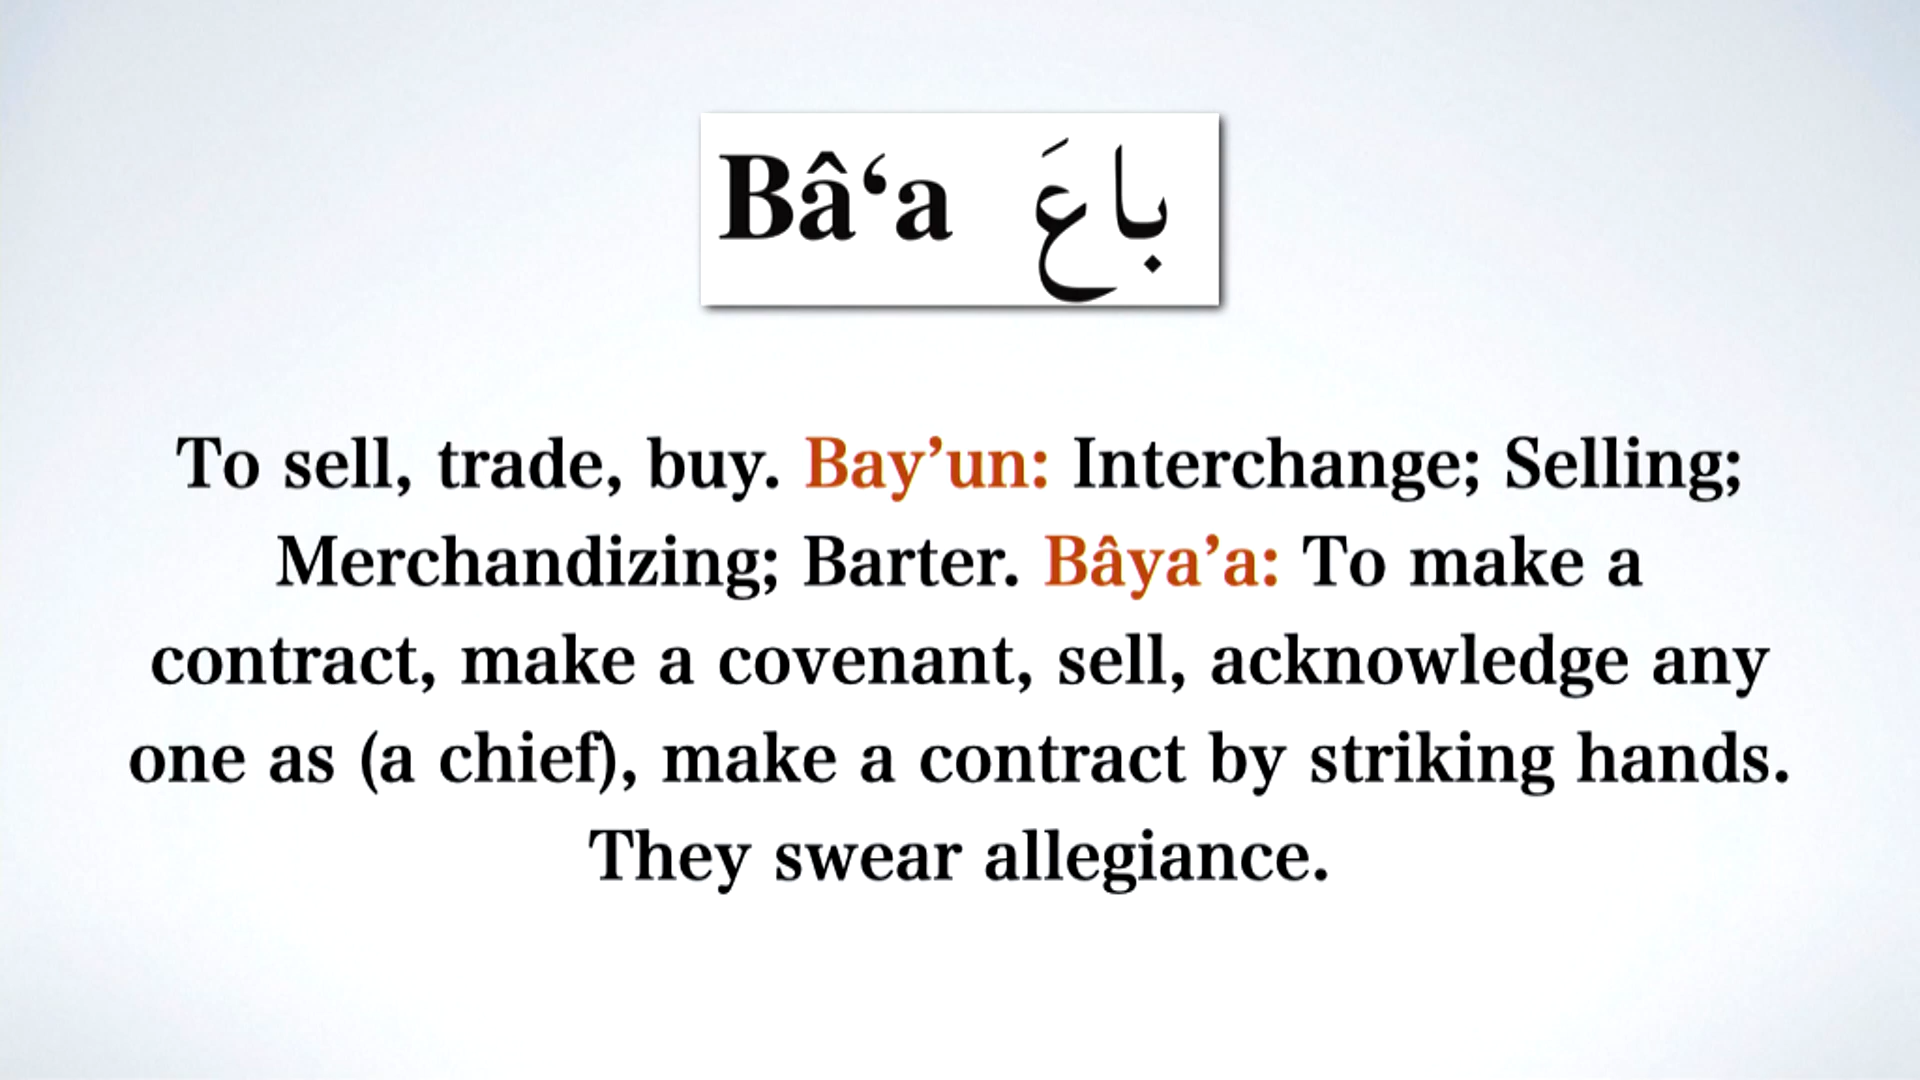 Bâ‘a باعَ
To sell, trade, buy. Bay’un: Interchange; Selling;
Merchandizing; Barter. Bâya’a: To make a
contract, make a covenant, sell, acknowledge any
one as (a chief), make a contract by striking hands.
They swear allegiance.